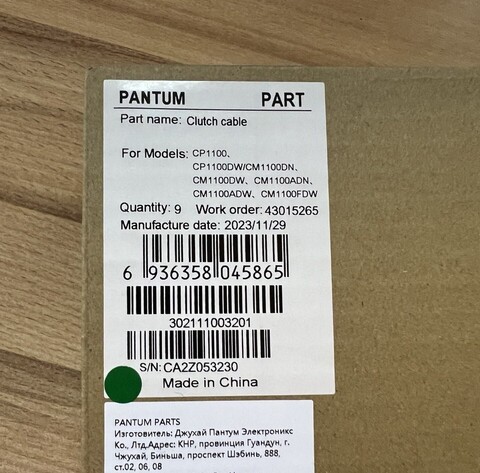 PANTUM PART
Part name: Clutch cable
For Models: CP1100、
CP1100DW/CM1100DN、
CM1100DW、CM1100ADN、
CM1100ADW、CM1100FDW
Quantity: 9 Work order: 43015265
Manufacture date: 2023/11/29
6 936358 045865
302111003201
S/N: CA2Z053230
Made in China
PANTUM PARTS
Изготовитель: Джухай Пантум Электроникс
Ко., Лтд.Адрес: КНР, провинция Гуандун, г.
Чжухай, Биньша, проспект Шэбинь, 888,
ст.02, 06, 08